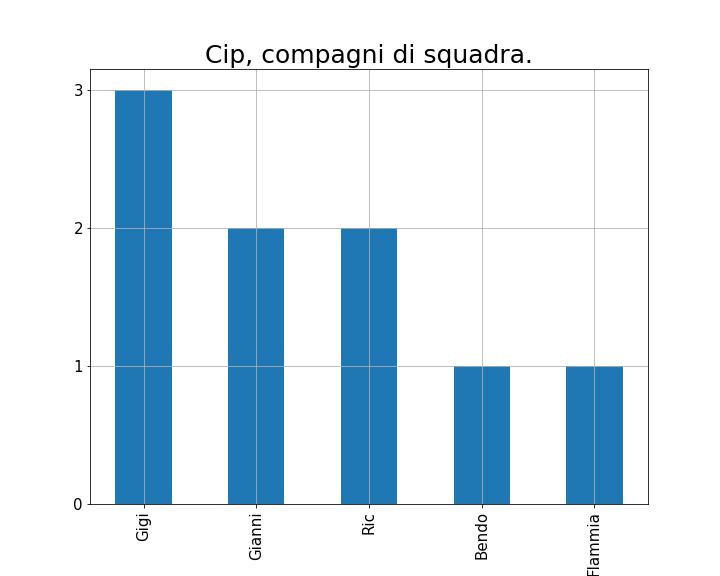 Cip, compagni di squadra.
3
2
1
0
Gigi
Gianni
Ric
Bendo
Flammia